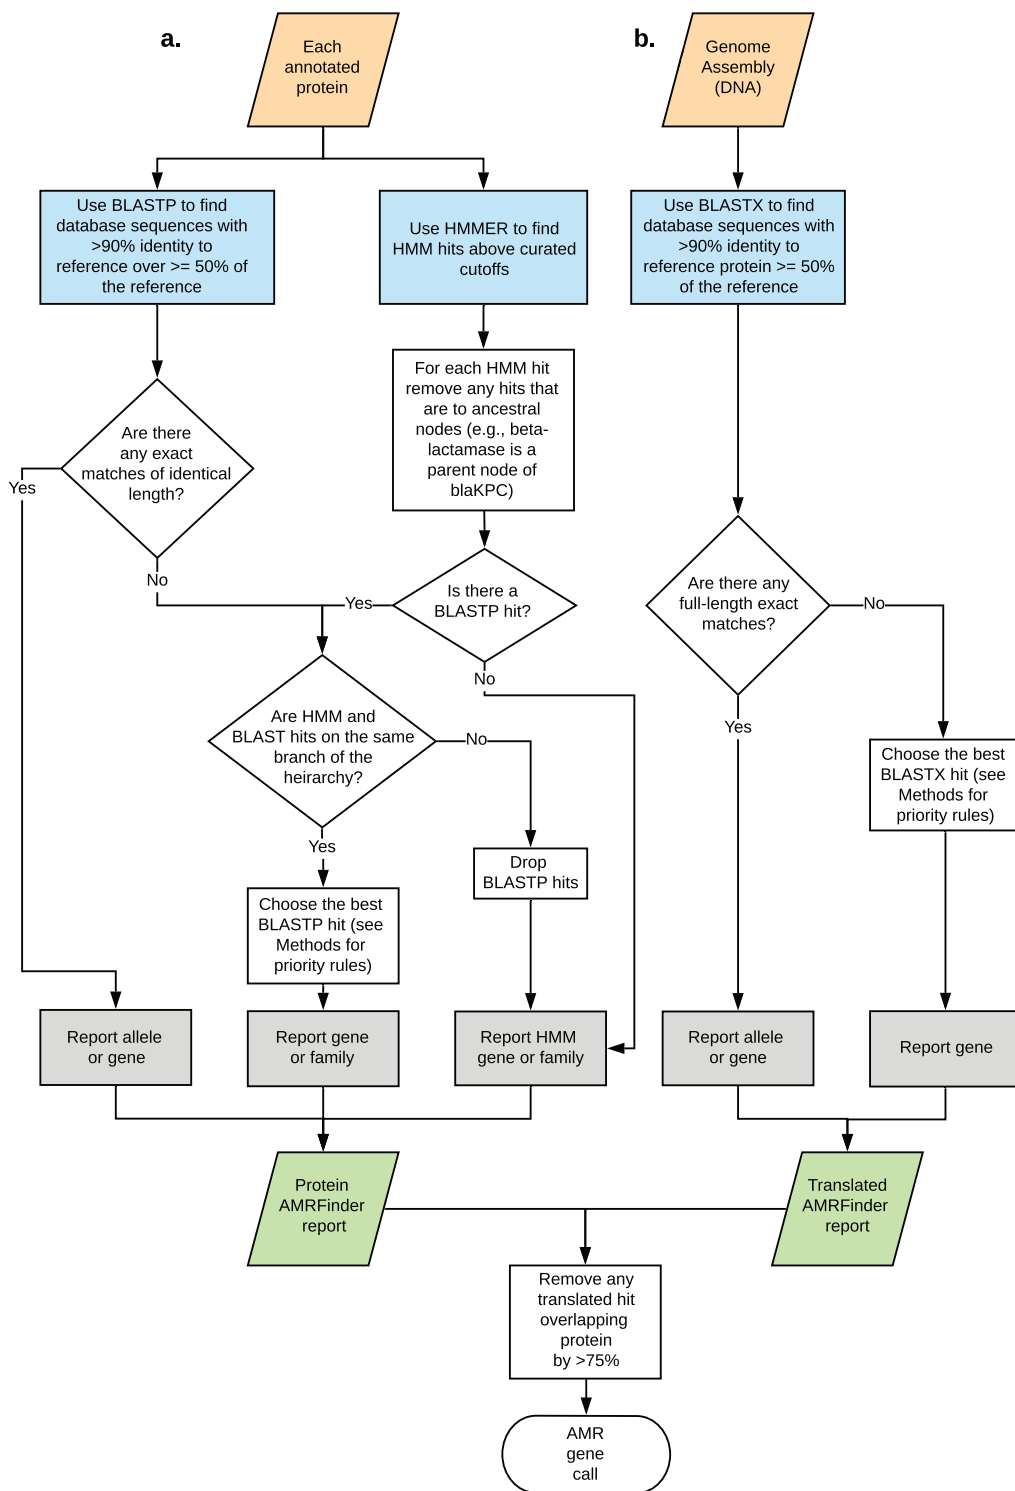 a.
Each
annotated
protein
b.
Genome
Assembly
(DNA)
Use BLASTP to find
database sequences with
>90% identity to
reference over >= 50% of
the reference
Use HMMER to find
HMM hits above curated
cutoffs
Use BLASTX to find
database sequences with
>90% identity to
reference protein >= 50%
of the reference
For each HMM hit
remove any hits that
are to ancestral
nodes (e.g., beta-
lactamase is a
parent node of
blaKPC)
Are there
any exact
matches of identical
length?
Yes
No
Is there a
BLASTP hit?
Yes
No
Are there any
full-length exact
matches?
No
Yes
Are HMM and
BLAST hits on the same
branch of the
heirarchy?
No
Yes
Choose the best
BLASTX hit (see
Methods for
priority rules)
Drop
BLASTP hits
Choose the best
BLASTP hit (see
Methods for
priority rules)
Report allele
or gene
Report gene
or family
Report HMM
gene or family
Report allele
or gene
Report gene
Protein
AMRFinder
report
Translated
AMRFinder
report
Remove any
translated hit
overlapping
protein
by >75%
AMR
gene
call